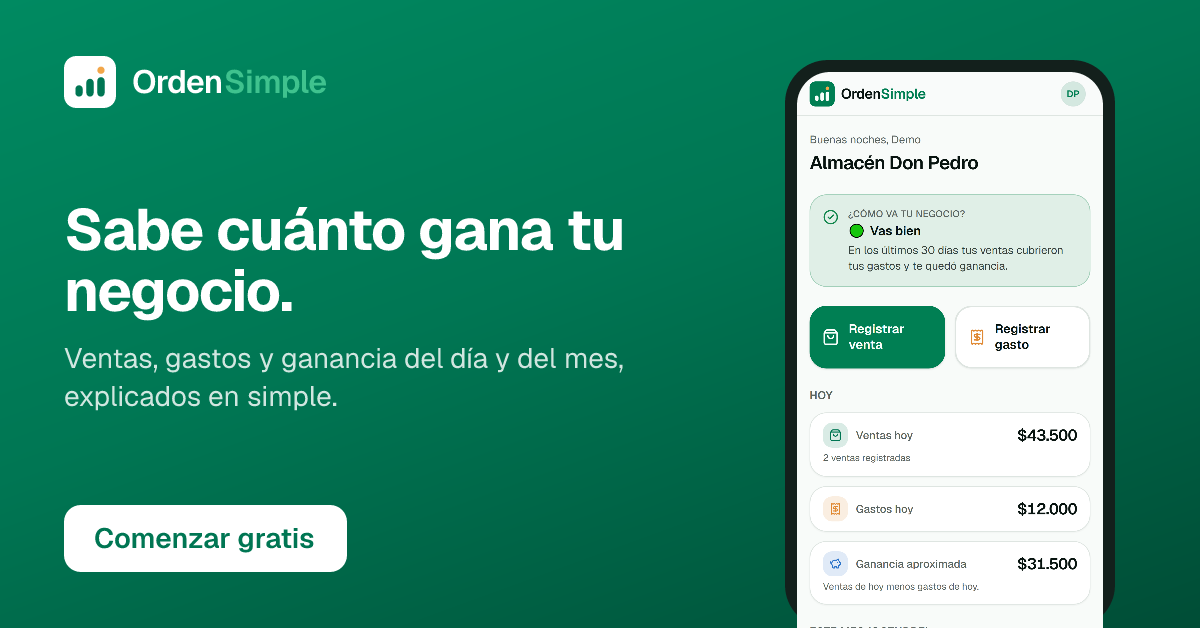 OrdenSimple
Sabe cuánto gana tu
negocio.
Ventas, gastos y ganancia del día y del mes,
explicados en simple.
Comenzar gratis
OrdenSimple
DP
Buenas noches, Demo
Almacén Don Pedro
¿CÓMO VA TU NEGOCIO?
Vas bien
En los últimos 30 días tus ventas cubrieron
tus gastos y te quedó ganancia.
Registrar
venta
Registrar
gasto
HOY
Ventas hoy
$43.500
2 ventas registradas
Gastos hoy
$12.000
Ganancia aproximada
$31.500
Ventas de hoy menos gastos de hoy.